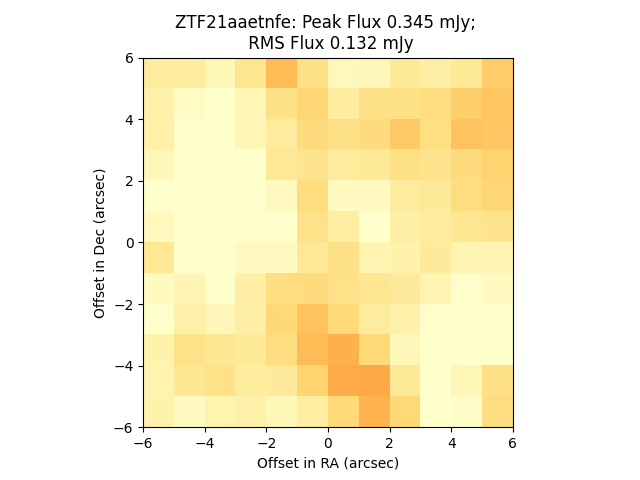 ZTF21aaetnfe: Peak Flux 0.345 mJy;
RMS Flux 0.132 mJy
6
4
2
0
−2
−4
−6
Offset in Dec (arcsec)
−6 −4 −2 0 2 4 6
Offset in RA (arcsec)